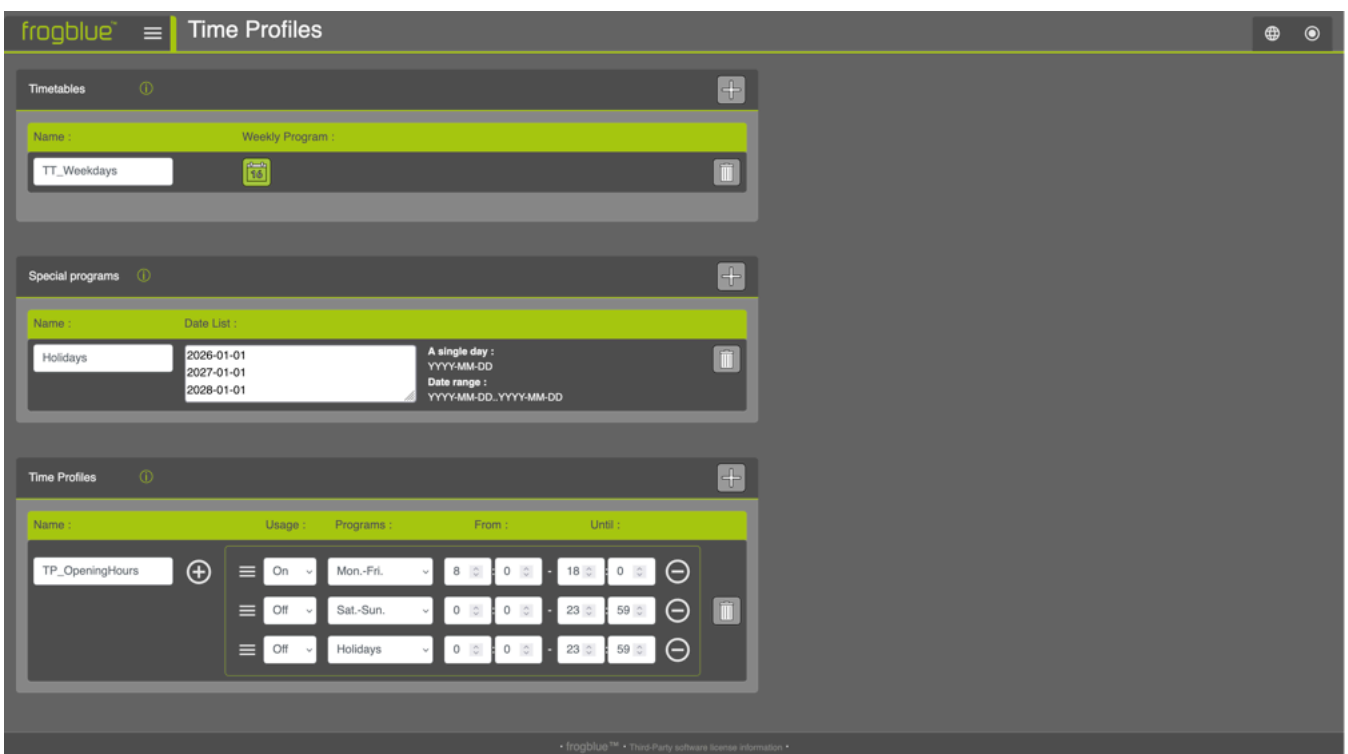 frogblue™ Time Profiles
Timetables
Name : Weekly Program :
TT_Weekdays 16
Special programs
Name : Date List :
Holidays
2026-01-01
2027-01-01
2028-01-01
A single day :
YYYY-MM-DD
Date range :
YYYY-MM-DD..YYYY-MM-DD
Time Profiles
Name : Usage : Programs : From : Until :
TP_OpeningHours On Mon.-Fri. 8 : 0 - 18 : 0
Off Sat.-Sun. 0 : 0 - 23 : 59
Off Holidays 0 : 0 - 23 : 59
• frogblue™ • Third-Party software license information •